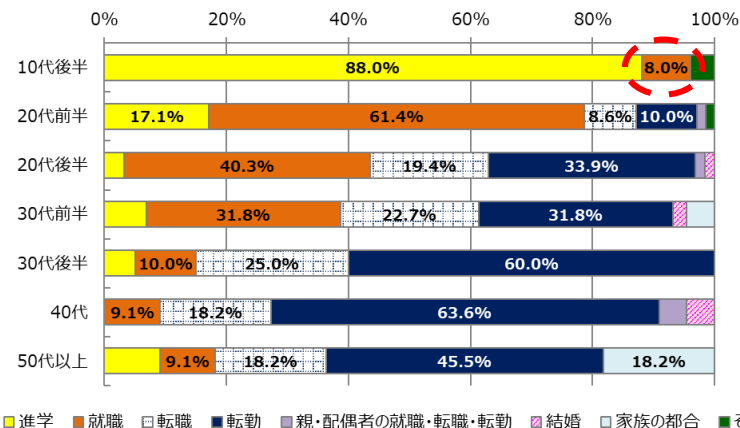 0% 20% 40% 60% 80% 100%
10代後半 88.0% 8.0%
20代前半 17.1% 61.4% 8.6% 10.0%
20代後半 40.3% 19.4% 33.9%
30代前半 31.8% 22.7% 31.8%
30代後半 10.0% 25.0% 60.0%
40代 9.1% 18.2% 63.6%
50代以上 9.1% 18.2% 45.5% 18.2%
進学 就職 転職 転勤 親・配偶者の就職・転職・転勤 結婚 家族の都合